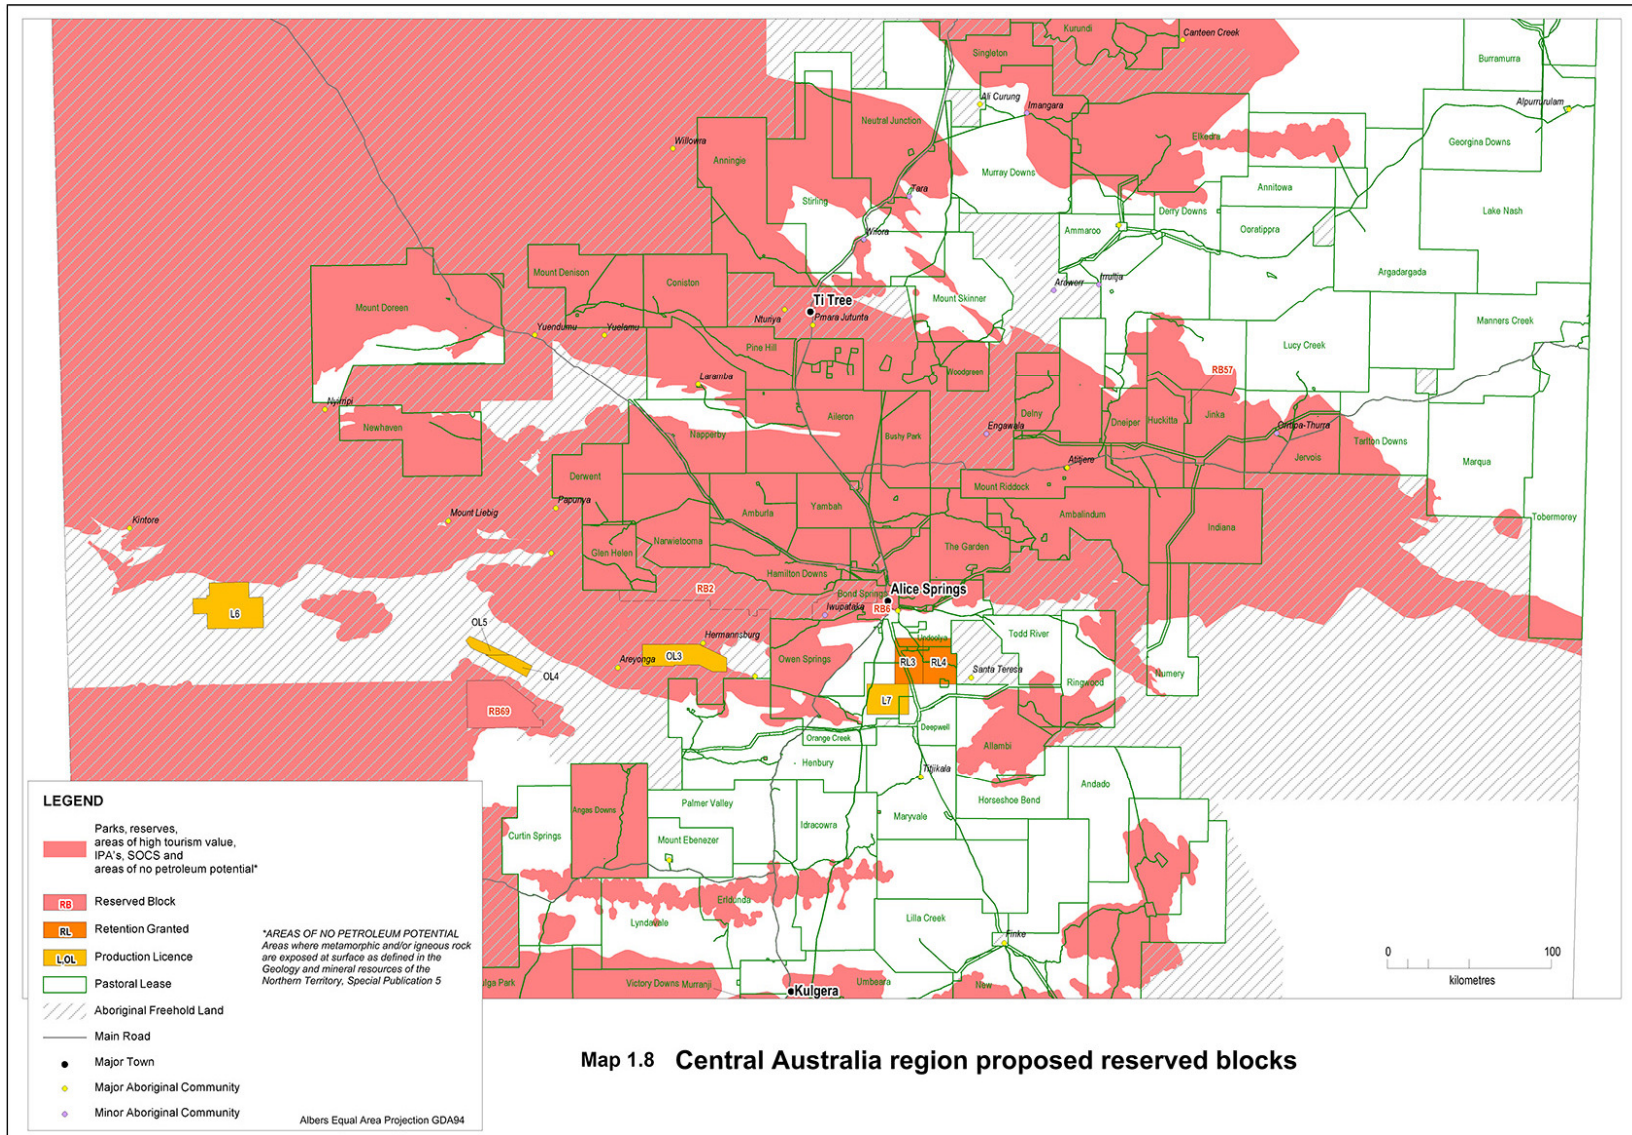 Kurundi
Canteen Creek
Singleton
Burramurra
Ali Curung
Imangara
Alpurrurulam
Neutral Junction
Elkedra
Willowra
Georgina Downs
Anningie
Murray Downs
Tara
Annitowa
Stirling
Derry Downs
Lake Nash
Wilora
Ammaroo
Ooratippra
Mount Denison
Argadargada
Coniston
Irrultja
Arawerr
Mount Doreen
Mount Skinner
Ti Tree
Nturiya
Pmara Jutunta
Manners Creek
Yuendumu
Yuelamu
Pine Hill
Lucy Creek
Woodgreen
RB57
Laramba
Nyirripi
Aileron
Delny
Dneiper
Huckitta
Jinka
Newhaven
Napperby
Bushy Park
Engawala
Orrtipa-Thurra
Tarlton Downs
Atitjere
Jervois
Marqua
Derwent
Mount Riddock
Papunya
Amburla
Yambah
Ambalindum
Kintore
Mount Liebig
Indiana
Tobermorey
Narwietooma
Glen Helen
The Garden
Hamilton Downs
RB2
Bond Springs
Alice Springs
L6
Iwupataka
RB6
OL5
Hermannsburg
Undoolya
Todd River
Areyonga
OL3
Owen Springs
RL3
RL4
Santa Teresa
OL4
Ringwood
Numery
RB69
L7
Deepwell
Orange Creek
Allambi
Henbury
Titjikala
Andado
Horseshoe Bend
Angas Downs
Palmer Valley
Curtin Springs
Idracowra
Maryvale
Mount Ebenezer
Erldunda
Lyndavale
Lilla Creek
Finke
ulga Park
Victory Downs
Murranji
Kulgera
Umbeara
New
LEGEND
Parks, reserves,
areas of high tourism value,
IPA's, SOCS and
areas of no petroleum potential*
RB Reserved Block
RL Retention Granted
L,OL Production Licence
Pastoral Lease
Aboriginal Freehold Land
Main Road
Major Town
Major Aboriginal Community
Minor Aboriginal Community
*AREAS OF NO PETROLEUM POTENTIAL
Areas where metamorphic and/or igneous rock
are exposed at surface as defined in the
Geology and mineral resources of the
Northern Territory, Special Publication 5
Albers Equal Area Projection GDA94
0 100
kilometres
Map 1.8 Central Australia region proposed reserved blocks